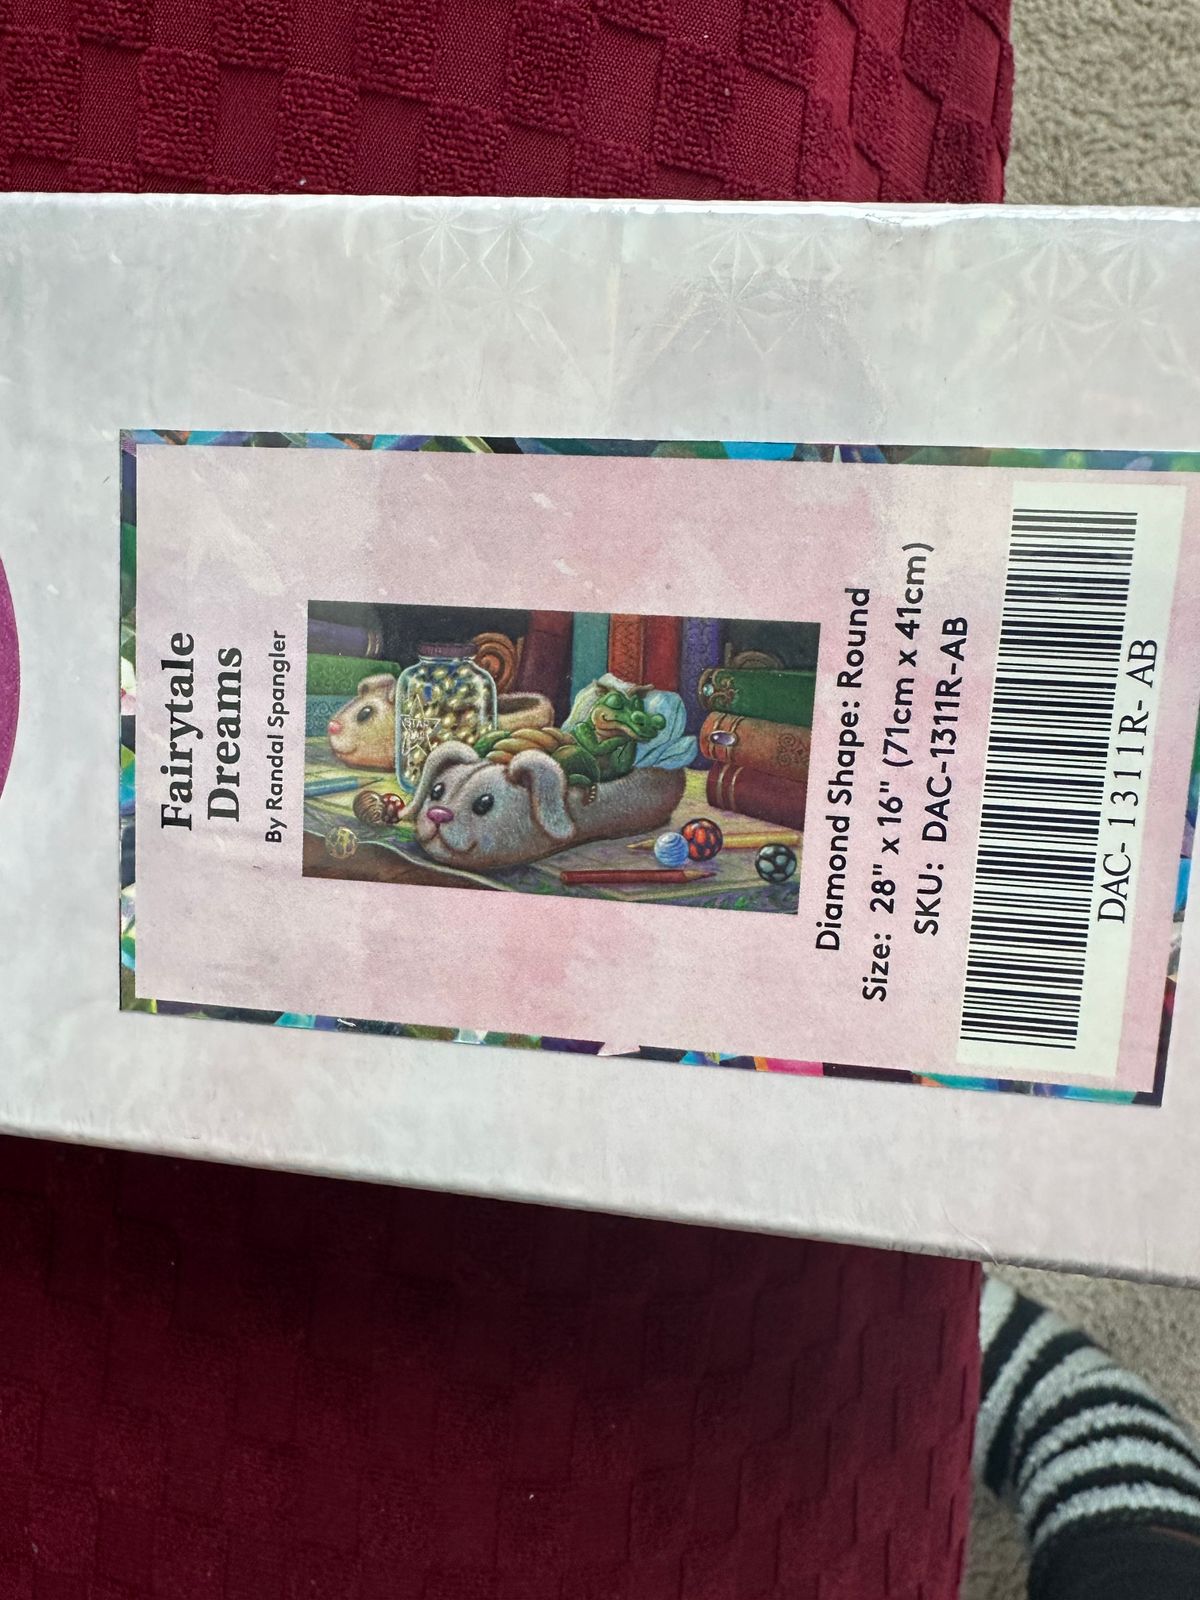 Fairytale
Dreams
By Randal Spangler
Diamond Shape: Round
Size: 28" x 16" (71cm x 41cm)
SKU: DAC-1311R-AB
DAC-1311R-AB